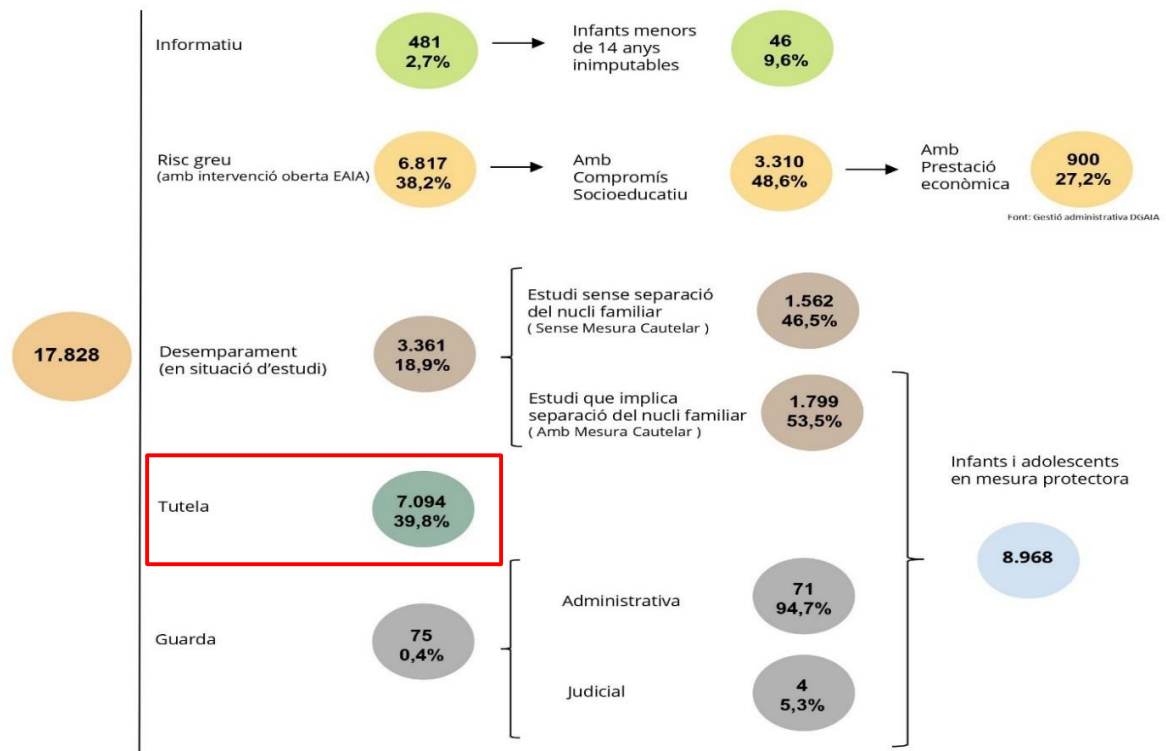 Informatiu
481
2,7%
Infants menors
de 14 anys
inimputables
46
9,6%
Risc greu
(amb intervenció oberta EAIA)
6.817
38,2%
Amb
Compromís
Socioeducatiu
3.310
48,6%
Amb
Prestació
econòmica
900
27,2%
Font: Gestió administrativa DGAIA
17.828
Desemparament
(en situació d'estudi)
3.361
18,9%
Estudi sense separació
del nucli familiar
( Sense Mesura Cautelar )
1.562
46,5%
Estudi que implica
separació del nucli familiar
( Amb Mesura Cautelar )
1.799
53,5%
Tutela
7.094
39,8%
Guarda
75
0,4%
Administrativa
71
94,7%
Judicial
4
5,3%
Infants i adolescents
en mesura protectora
8.968